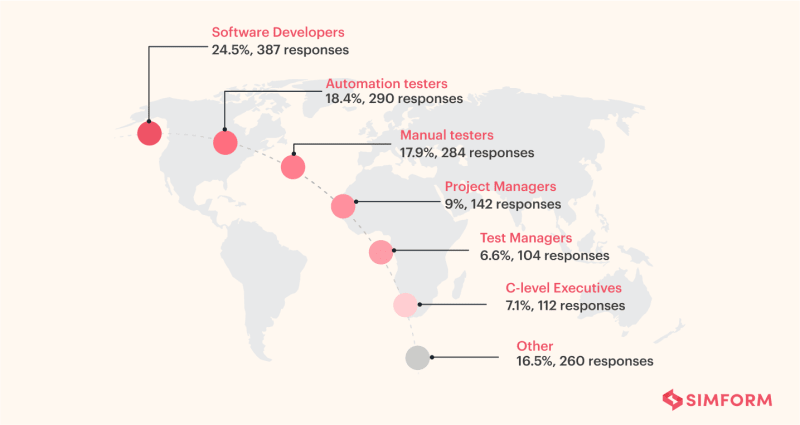 Software Developers
24.5%, 387 responses
Automation testers
18.4%, 290 responses
Manual testers
17.9%, 284 responses
Project Managers
9%, 142 responses
Test Managers
6.6%, 104 responses
C-level Executives
7.1%, 112 responses
Other
16.5%, 260 responses
SIMFORM